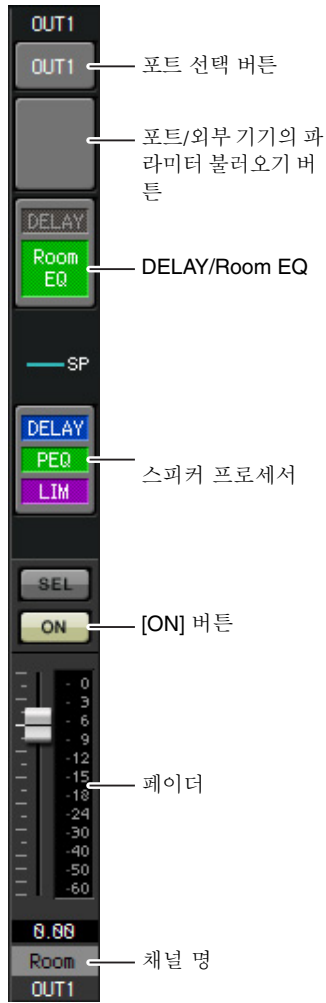 OUT1
OUT1
포트 선택 버튼
포트/외부 기기의 파
라미터 불러오기 버
튼
DELAY
Room
EQ
DELAY/Room EQ
SP
DELAY
PEQ
LIM
스피커 프로세서
SEL
ON
[ON] 버튼
- 0
- 3
- 6
- 9
-12
-15
-18
-24
-30
-40
-50
-60
페이더
0.00
Room
채널 명
OUT1